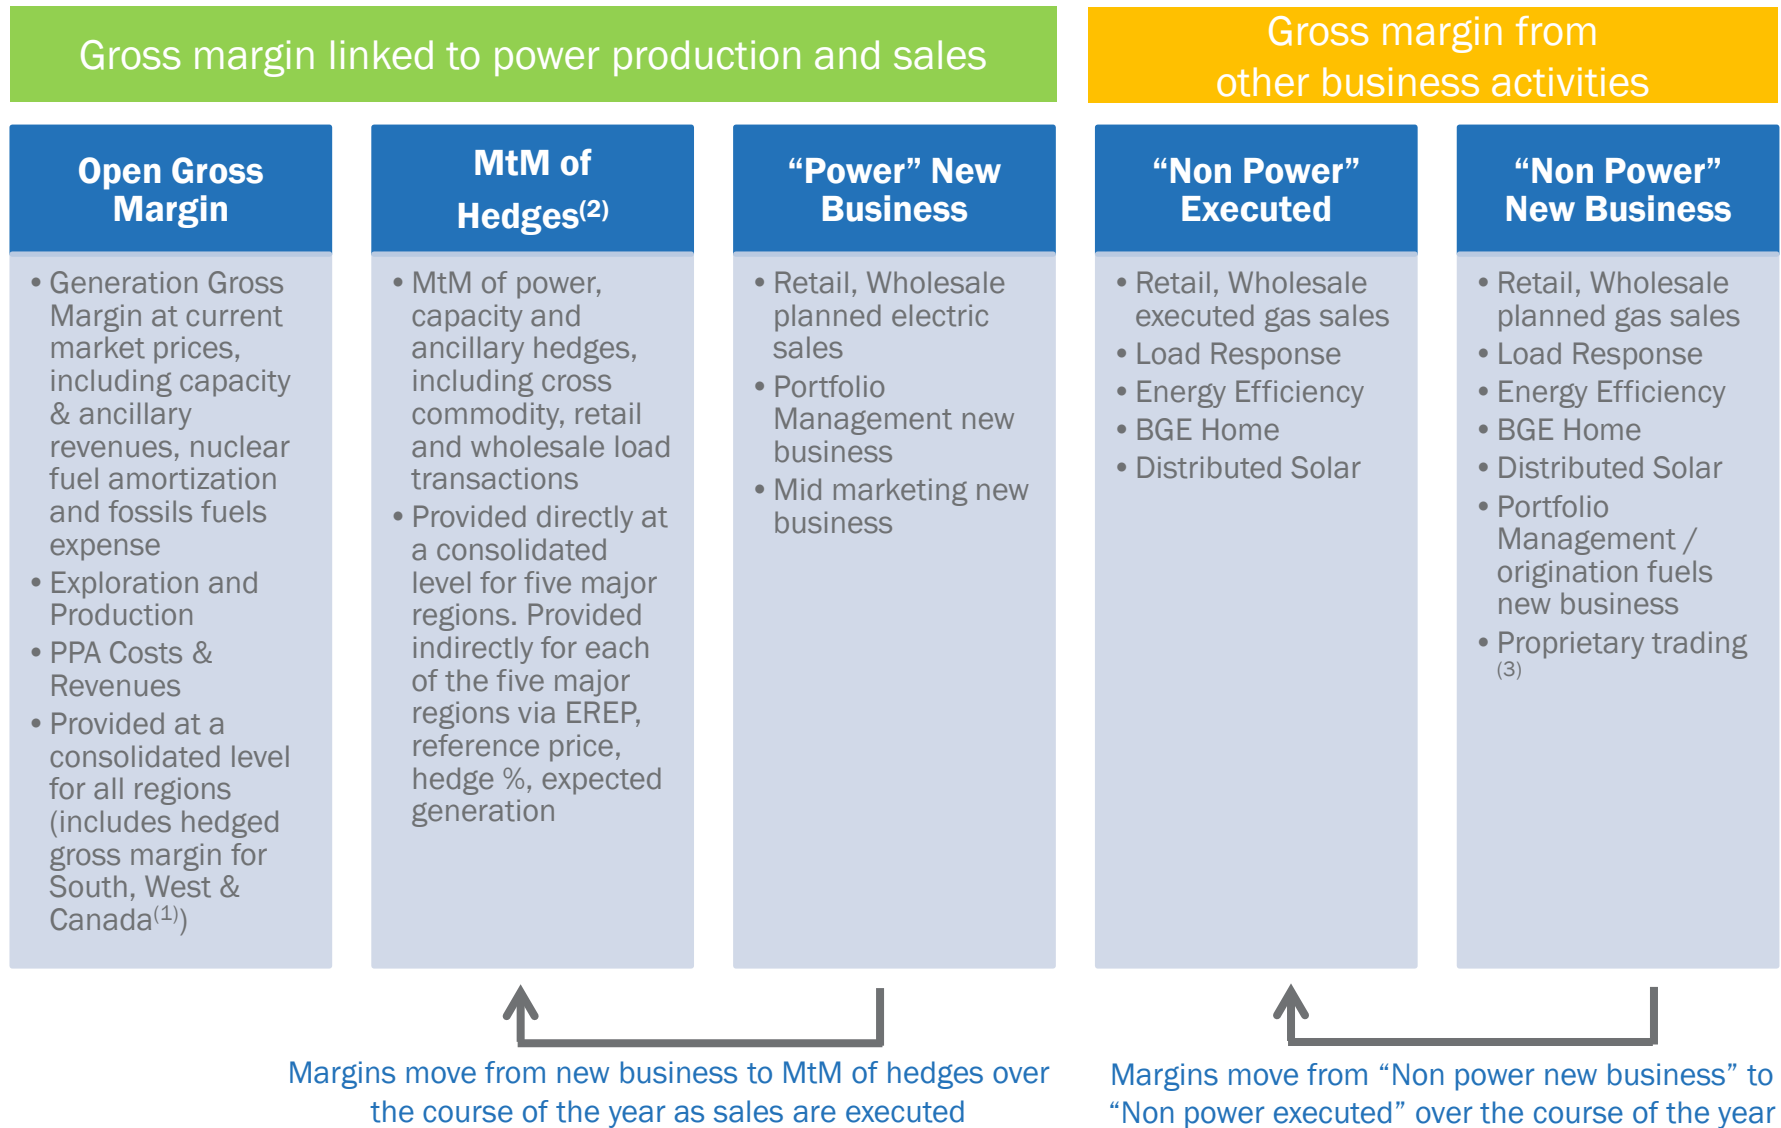 Gross margin linked to power production and sales
Gross margin from
other business activities
Open Gross
Margin
• Generation Gross
Margin at current
market prices,
including capacity
& ancillary
revenues, nuclear
fuel amortization
and fossils fuels
expense
• Exploration and
Production
• PPA Costs &
Revenues
• Provided at a
consolidated level
for all regions
(includes hedged
gross margin for
South, West &
Canada(1))
MtM of
Hedges(2)
• MtM of power,
capacity and
ancillary hedges,
including cross
commodity, retail
and wholesale load
transactions
• Provided directly at
a consolidated
level for five major
regions. Provided
indirectly for each
of the five major
regions via EREP,
reference price,
hedge %, expected
generation
“Power” New
Business
• Retail, Wholesale
planned electric
sales
• Portfolio
Management new
business
• Mid marketing new
business
“Non Power”
Executed
• Retail, Wholesale
executed gas sales
• Load Response
• Energy Efficiency
• BGE Home
• Distributed Solar
“Non Power”
New Business
• Retail, Wholesale
planned gas sales
• Load Response
• Energy Efficiency
• BGE Home
• Distributed Solar
• Portfolio
Management /
origination fuels
new business
• Proprietary trading
(3)
Margins move from new business to MtM of hedges over
the course of the year as sales are executed
Margins move from “Non power new business” to
“Non power executed” over the course of the year